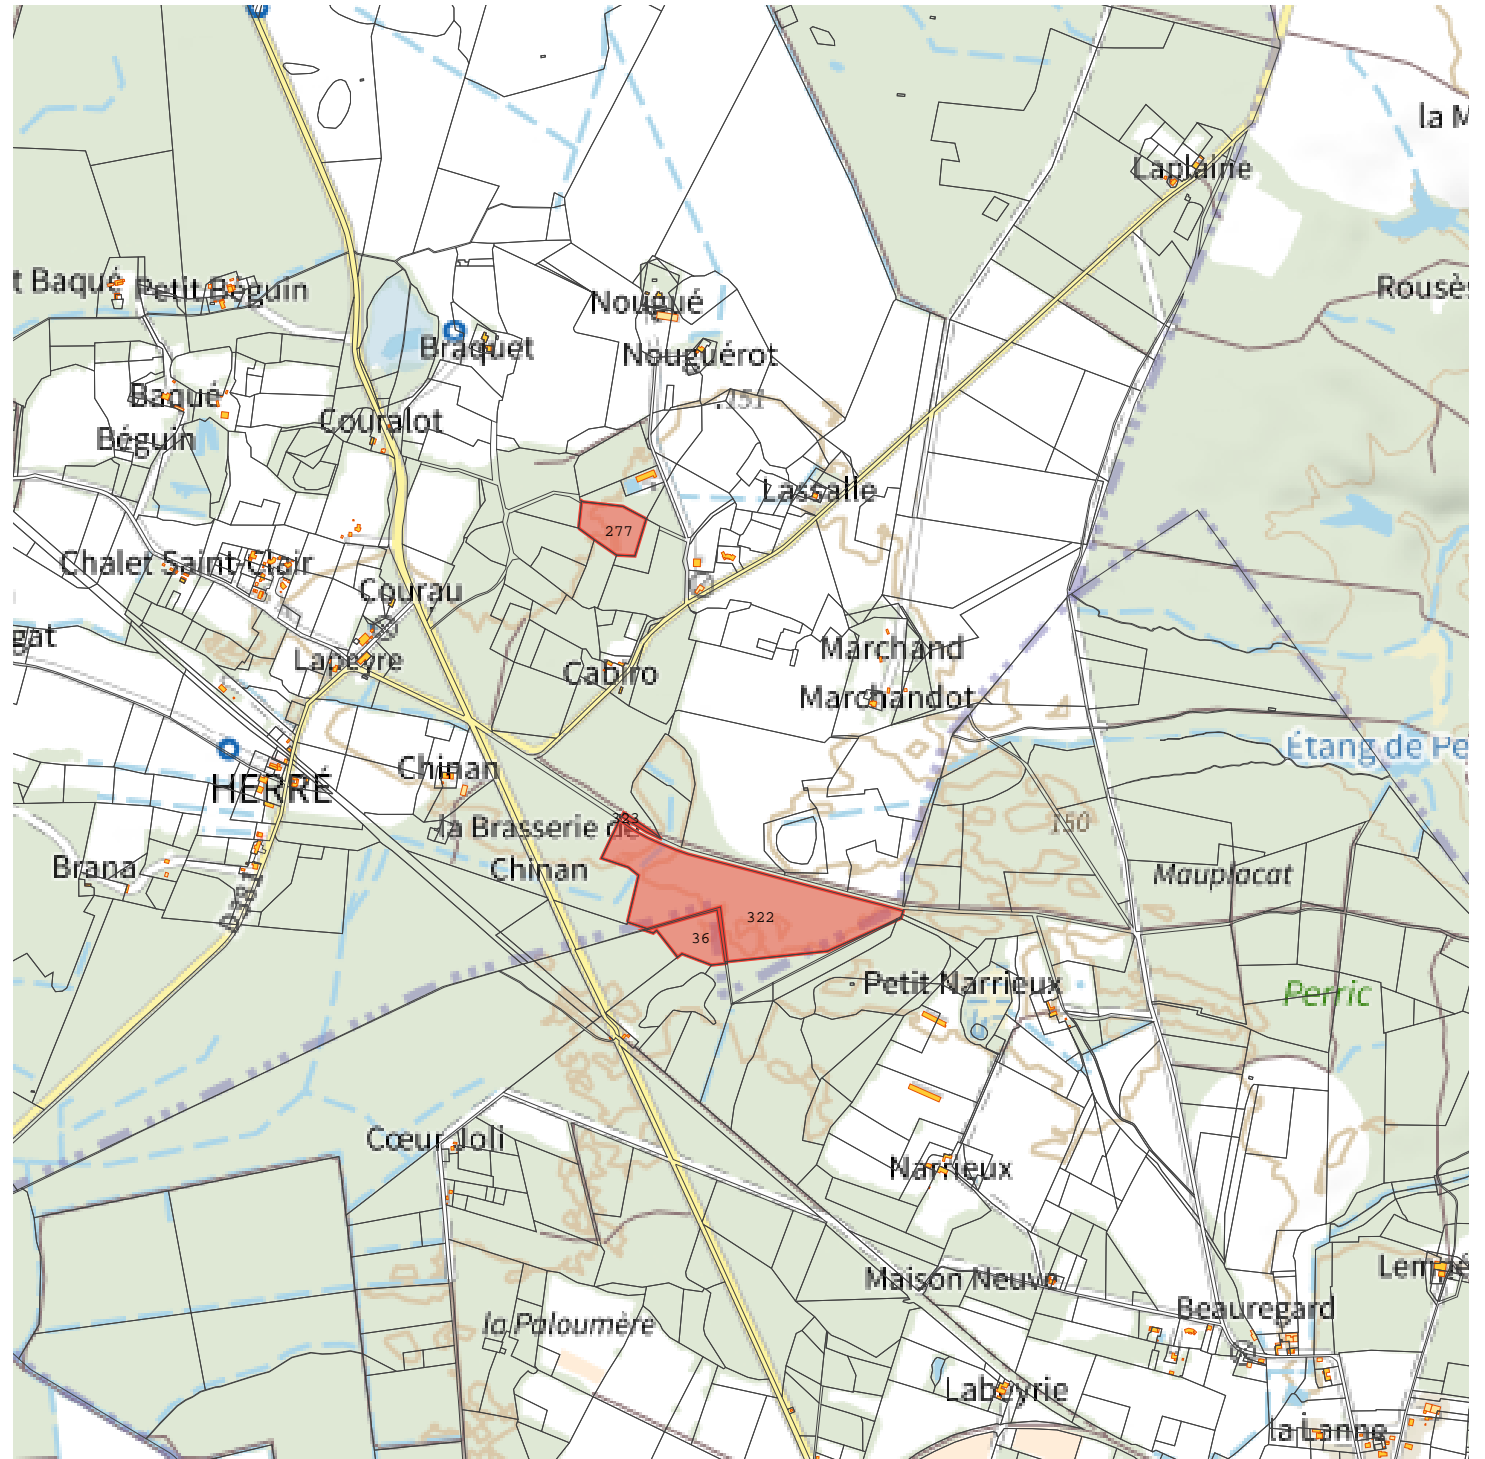 la M
Laplaine
t Baqué
Petit Béguin
Rousès
Nougué
Braquet
Nouguérot
Baqué
.151
Couralot
Béguin
Lassalle
277
Chalet Saint-Clair
Courau
gat
Marchand
Lapeyre
Cabiro
Marchandot
Étang de Pe
Chinan
HERRÉ
323
la Brasserie de
Chinan
150
Brana
Mauplacat
322
36
Petit Narrieux
Perric
Cœur Joli
Narrieux
Maison Neuve
Beauregard
la Paloumère
Labeyrie
la Lanne